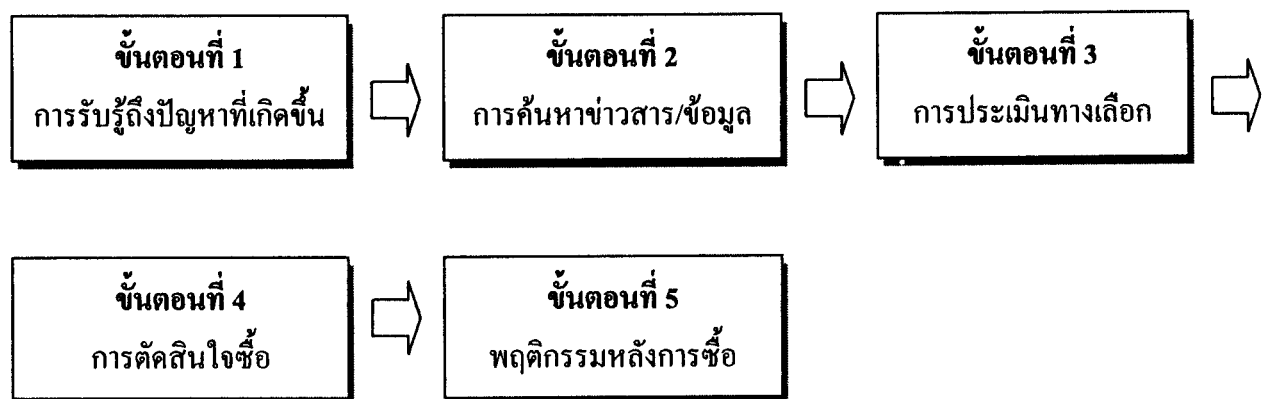 ขั้นตอนที่ 1
การรับรู้ถึงปัญหาที่เกิดขึ้น
ขั้นตอนที่ 2
การค้นหาข่าวสาร/ข้อมูล
ขั้นตอนที่ 3
การประเมินทางเลือก
ขั้นตอนที่ 4
การตัดสินใจซื้อ
ขั้นตอนที่ 5
พฤติกรรมหลังการซื้อ